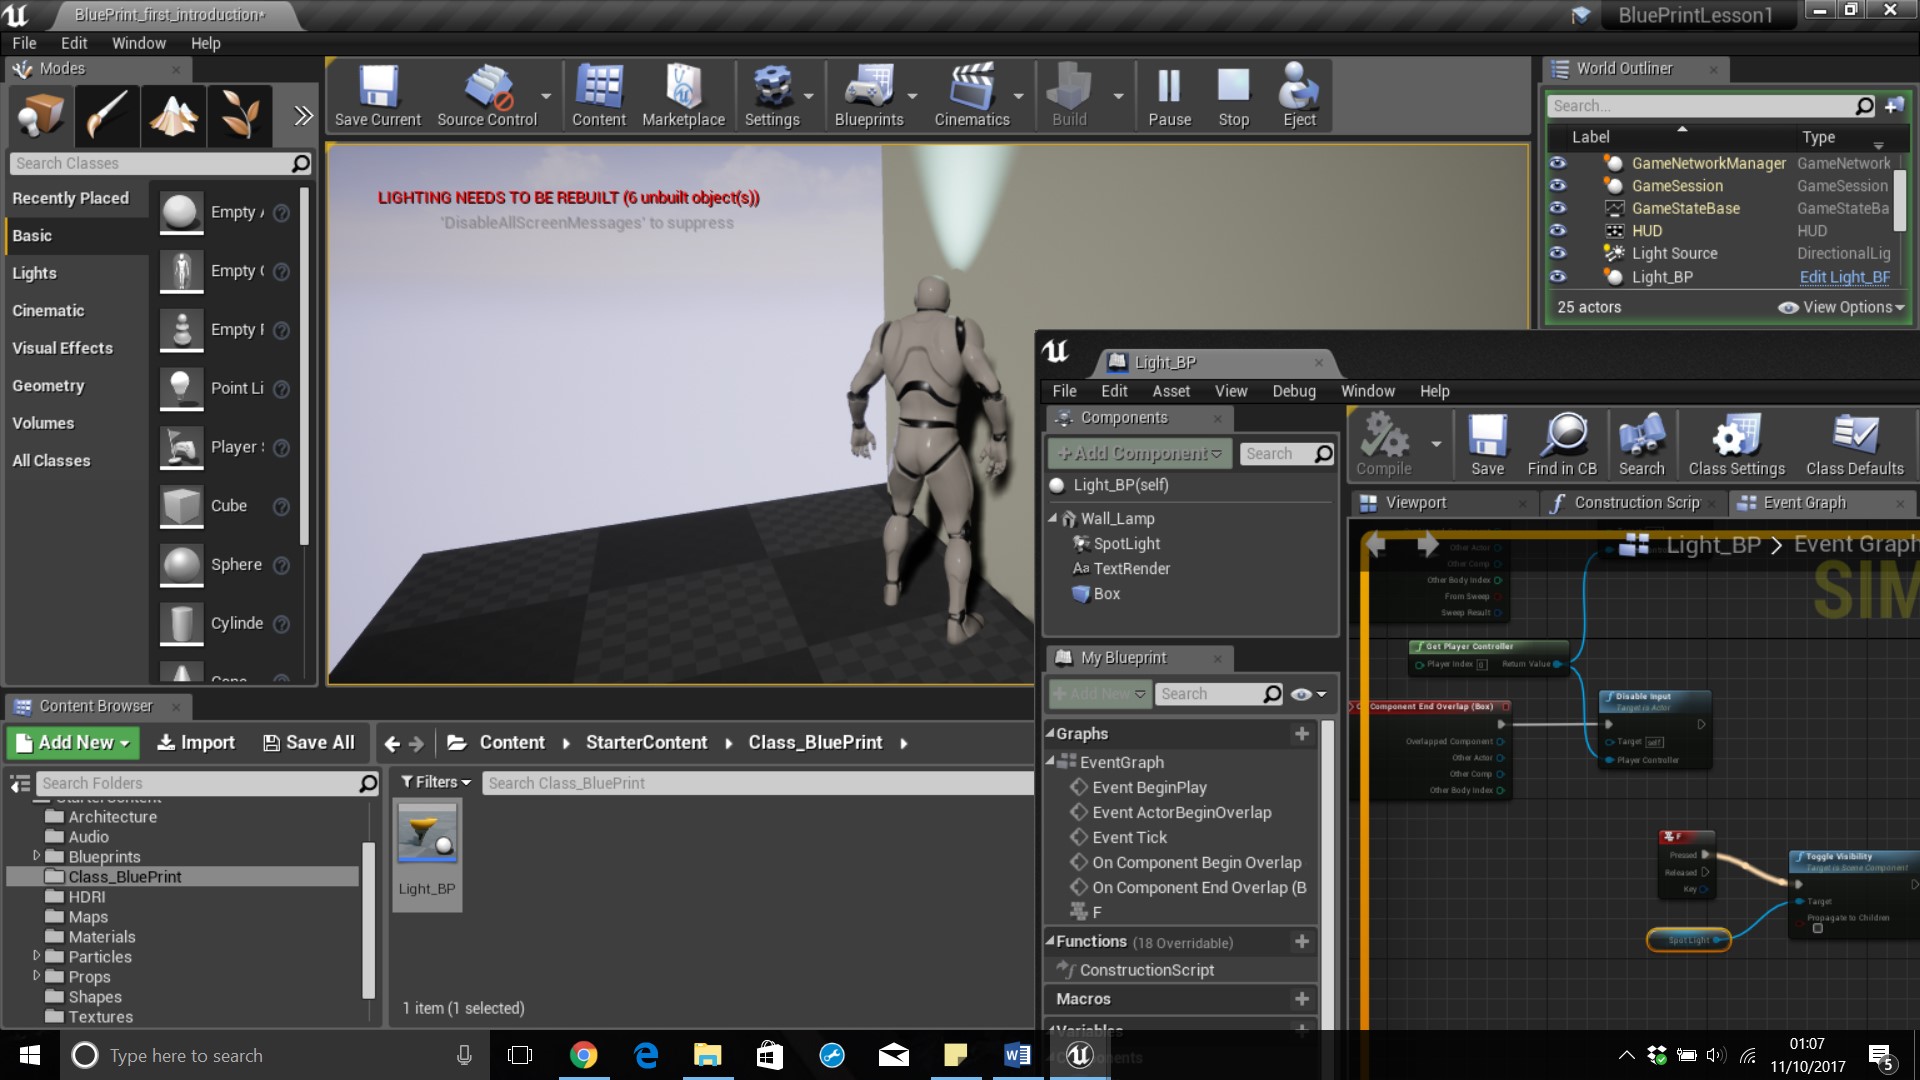 BluePrint_first_introduction*
BluePrintLesson1
File Edit Window Help
Modes
Save Current Source Control Content Marketplace Settings Blueprints Cinematics Build Pause Stop Eject
World Outliner
Search...
Label Type
GameNetworkManager GameNetwork
GameSession GameSession
GameStateBase GameStateBa
HUD HUD
Light Source DirectionalLig
Light_BP Edit Light_BF
25 actors View Options
Search Classes
Recently Placed
Basic
Lights
Cinematic
Visual Effects
Geometry
Volumes
All Classes
Empty
Empty
Empty
Point Li
Player
Cube
Sphere
Cylinde
LIGHTING NEEDS TO BE REBUILT (6 unbuilt object(s))
'DisableAllScreenMessages' to suppress
Light_BP
File Edit Asset View Debug Window Help
Components
+Add Component
Search
Light_BP(self)
Wall_Lamp
SpotLight
TextRender
Box
Compile Save Find in CB Search Class Settings Class Defaults
Viewport Construction Scrip Event Graph
Light_BP > Event Graph
SIM
Other Actor
Other Comp
Other Body Index
From Sweep
Sweep Result
Get Player Controller
Player Index 0 Return Value
Component End Overlap (Box)
Overlapped Component
Other Actor
Other Comp
Other Body Index
Disable Input
Target is Actor
Target self
Player Controller
F
Pressed
Released
Key
Toggle Visibility
Target is Scene Component
Target
Propagate to Children
SpotLight
My Blueprint
+Add New
Search
Graphs
EventGraph
Event BeginPlay
Event ActorBeginOverlap
Event Tick
On Component Begin Overlap
On Component End Overlap (B
F
Functions (18 Overridable)
ConstructionScript
Macros
Variables
Content Browser
Add New Import Save All Content StarterContent Class_BluePrint
Search Folders
Filters Search Class_BluePrint
StarterContent
Architecture
Audio
Blueprints
Class_BluePrint
HDRI
Maps
Materials
Particles
Props
Shapes
Textures
Light_BP
1 item (1 selected)
Type here to search
01:07
11/10/2017
5